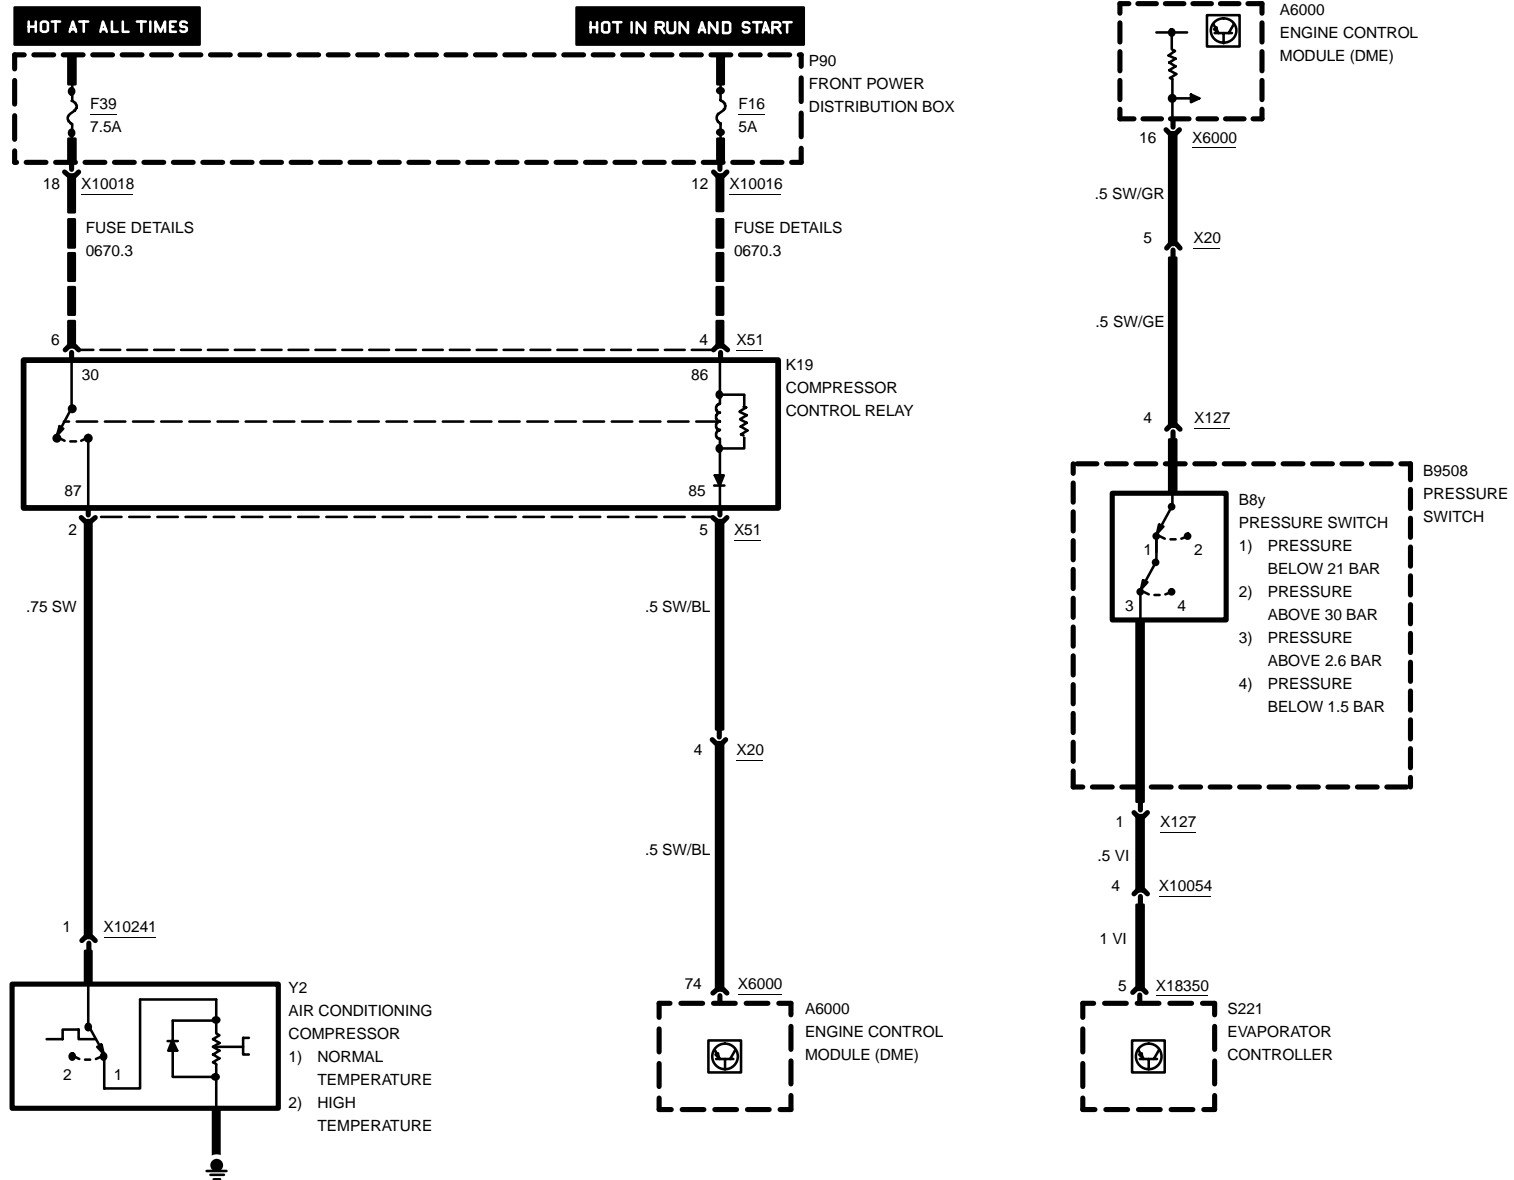 HOT AT ALL TIMES
HOT IN RUN AND START
P90
FRONT POWER
DISTRIBUTION BOX
F39
7.5A
F16
5A
18 X10018
12 X10016
FUSE DETAILS
0670.3
FUSE DETAILS
0670.3
6
4 X51
30
86
K19
COMPRESSOR
CONTROL RELAY
87
85
2
5 X51
.75 SW
.5 SW/BL
4 X20
.5 SW/BL
1 X10241
Y2
AIR CONDITIONING
COMPRESSOR
1) NORMAL
TEMPERATURE
2) HIGH
TEMPERATURE
2 1
74 X6000
A6000
ENGINE CONTROL
MODULE (DME)
A6000
ENGINE CONTROL
MODULE (DME)
16 X6000
.5 SW/GR
5 X20
.5 SW/GE
4 X127
B9508
PRESSURE
SWITCH
B8y
PRESSURE SWITCH
1) PRESSURE
BELOW 21 BAR
2) PRESSURE
ABOVE 30 BAR
3) PRESSURE
ABOVE 2.6 BAR
4) PRESSURE
BELOW 1.5 BAR
1 2
3 4
1 X127
.5 VI
4 X10054
1 VI
5 X18350
S221
EVAPORATOR
CONTROLLER